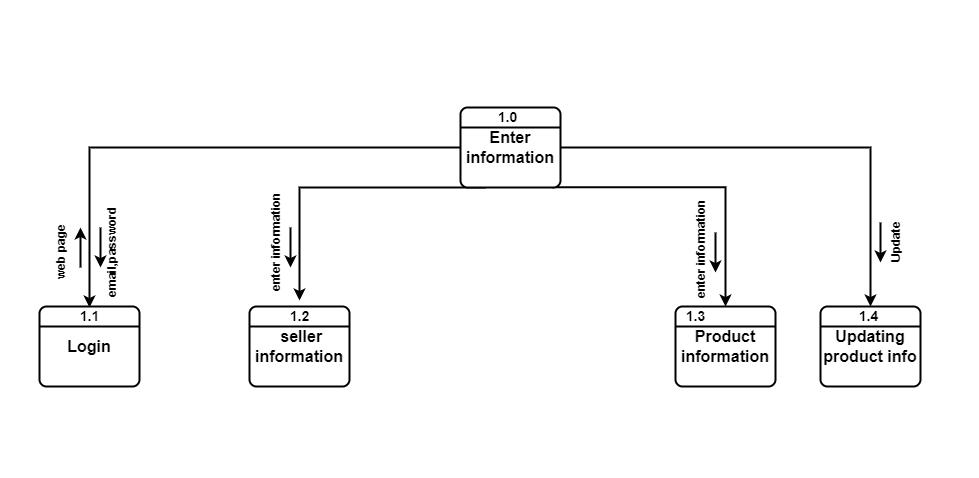 1.0
Enter
information
web page
email,password
enter information
enter information
Update
1.1
Login
1.2
seller
information
1.3
Product
information
1.4
Updating
product info